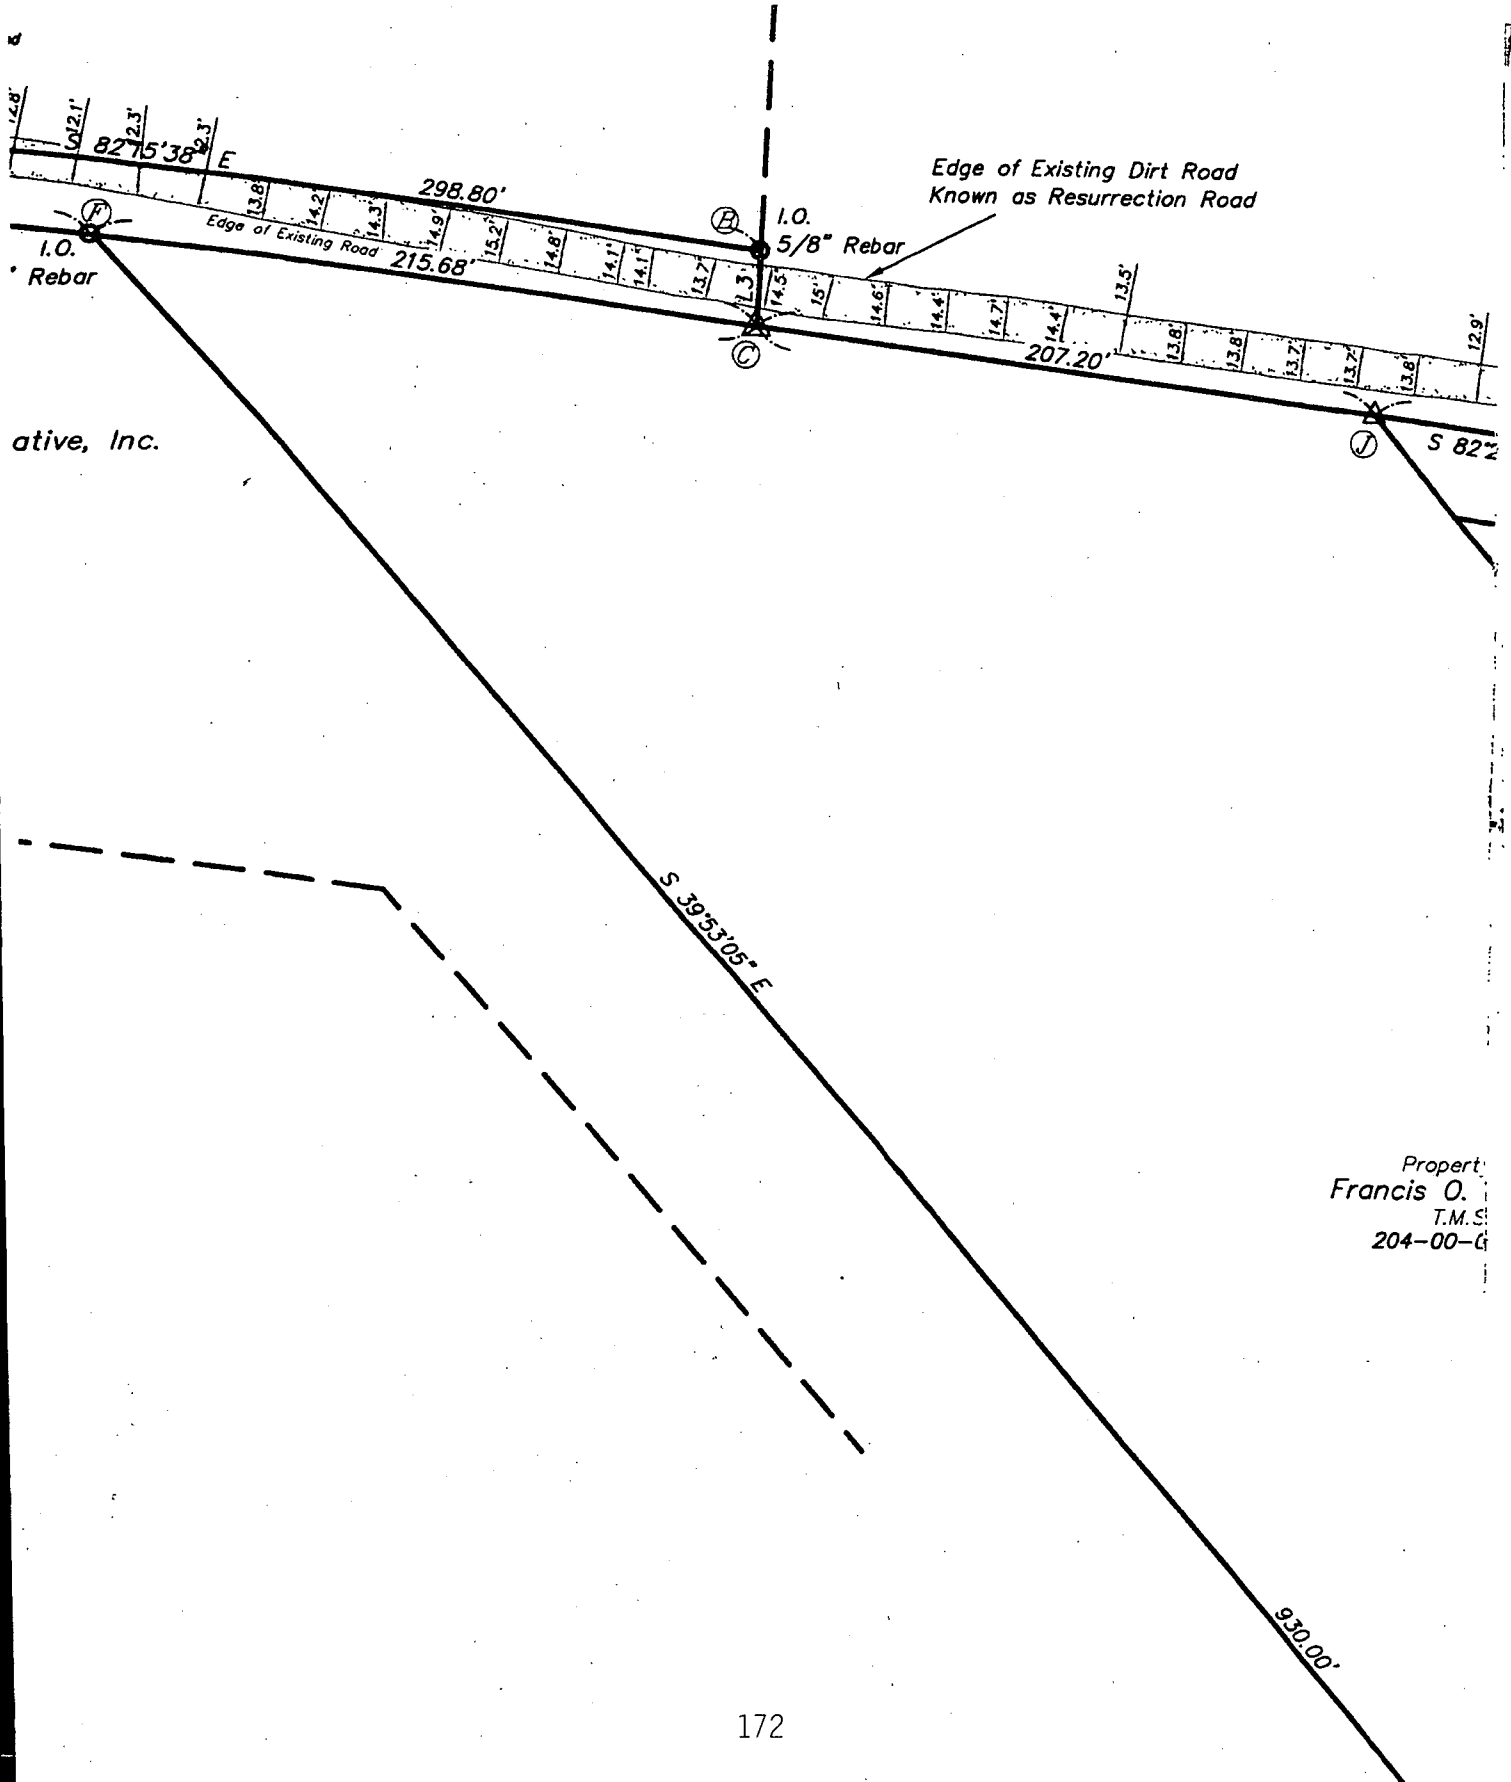 12.1'
12.3'
12.3'
S 82°15'38" E
298.80'
13.8'
14.2'
14.3'
14.9'
15.2'
14.8'
14.1'
14.1'
13.7'
L3
14.5'
15'
14.6'
14.4'
14.7'
14.4'
13.5'
13.8'
13.8'
13.7'
13.7'
13.8'
12.9'
Edge of Existing Road
215.68'
F
I.O.
Rebar
B
I.O.
5/8" Rebar
C
Edge of Existing Dirt Road
Known as Resurrection Road
207.20'
J
S 82°2
ative, Inc.
S 39°53'05" E
Propert
Francis O.
T.M.S
204-00-
930.00'
172